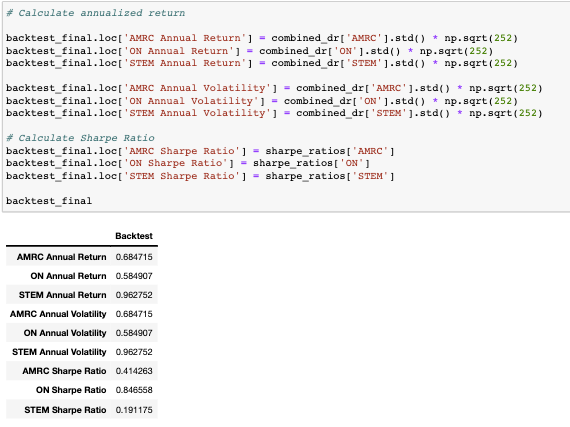 # Calculate annualized return
backtest_final.loc['AMRC Annual Return'] = combined_dr['AMRC'].std() * np.sqrt(252)
backtest_final.loc['ON Annual Return'] = combined_dr['ON'].std() * np.sqrt(252)
backtest_final.loc['STEM Annual Return'] = combined_dr['STEM'].std() * np.sqrt(252)
backtest_final.loc['AMRC Annual Volatility'] = combined_dr['AMRC'].std() * np.sqrt(252)
backtest_final.loc['ON Annual Volatility'] = combined_dr['ON'].std() * np.sqrt(252)
backtest_final.loc['STEM Annual Volatility'] = combined_dr['STEM'].std() * np.sqrt(252)
# Calculate Sharpe Ratio
backtest_final.loc['AMRC Sharpe Ratio'] = sharpe_ratios['AMRC']
backtest_final.loc['ON Sharpe Ratio'] = sharpe_ratios['ON']
backtest_final.loc['STEM Sharpe Ratio'] = sharpe_ratios['STEM']
backtest_final
Backtest
AMRC Annual Return 0.684715
ON Annual Return 0.584907
STEM Annual Return 0.962752
AMRC Annual Volatility 0.684715
ON Annual Volatility 0.584907
STEM Annual Volatility 0.962752
AMRC Sharpe Ratio 0.414263
ON Sharpe Ratio 0.846558
STEM Sharpe Ratio 0.191175